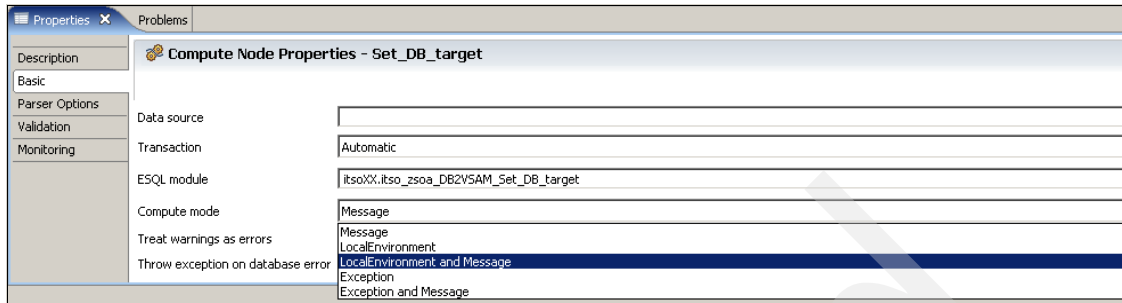 Properties
Problems
Compute Node Properties - Set_DB_target
Description
Basic
Parser Options
Validation
Monitoring
Data source
Transaction
Automatic
ESQL module
itsoXX.itso_zsoa_DB2VSAM_Set_DB_target
Compute mode
Message
Treat warnings as errors
Throw exception on database error
Message
LocalEnvironment
LocalEnvironment and Message
Exception
Exception and Message